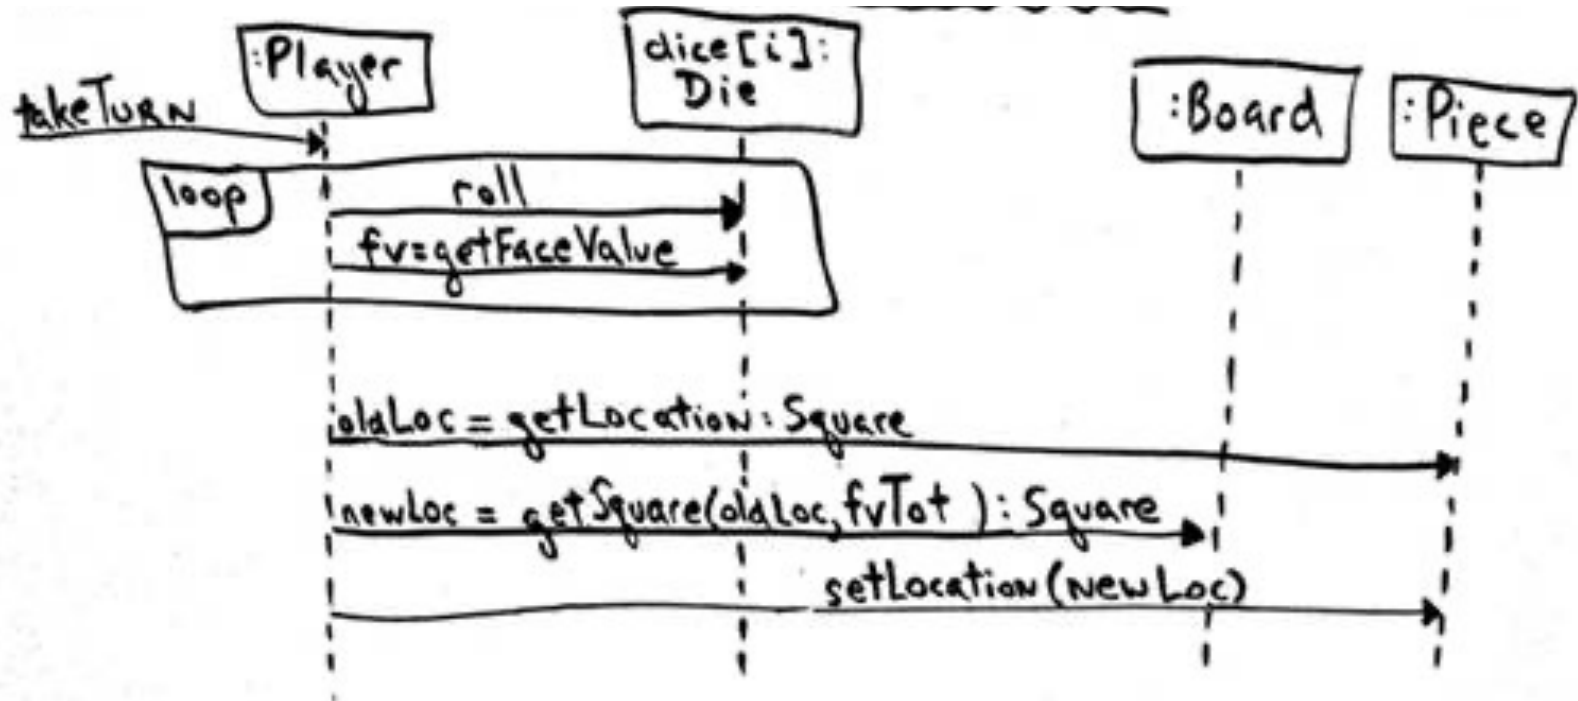 :Player
dice[i]:
Die
:Board
:Piece
takeTurn
loop
roll
fv=getFaceValue
oldLoc = getLocation: Square
newLoc = getSquare(oldLoc, fvTot ): Square
setLocation (newLoc)